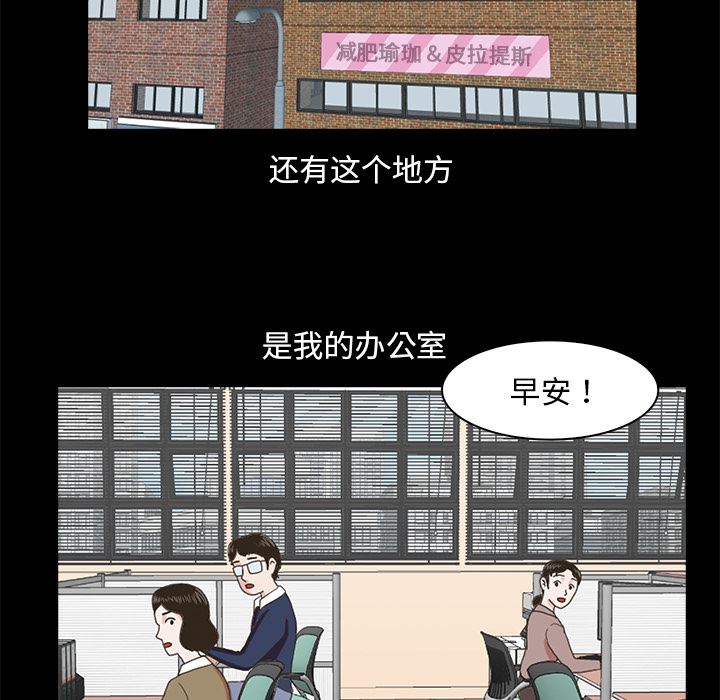 减肥瑜珈＆皮拉提斯
还有这个地方
是我的办公室
早安！